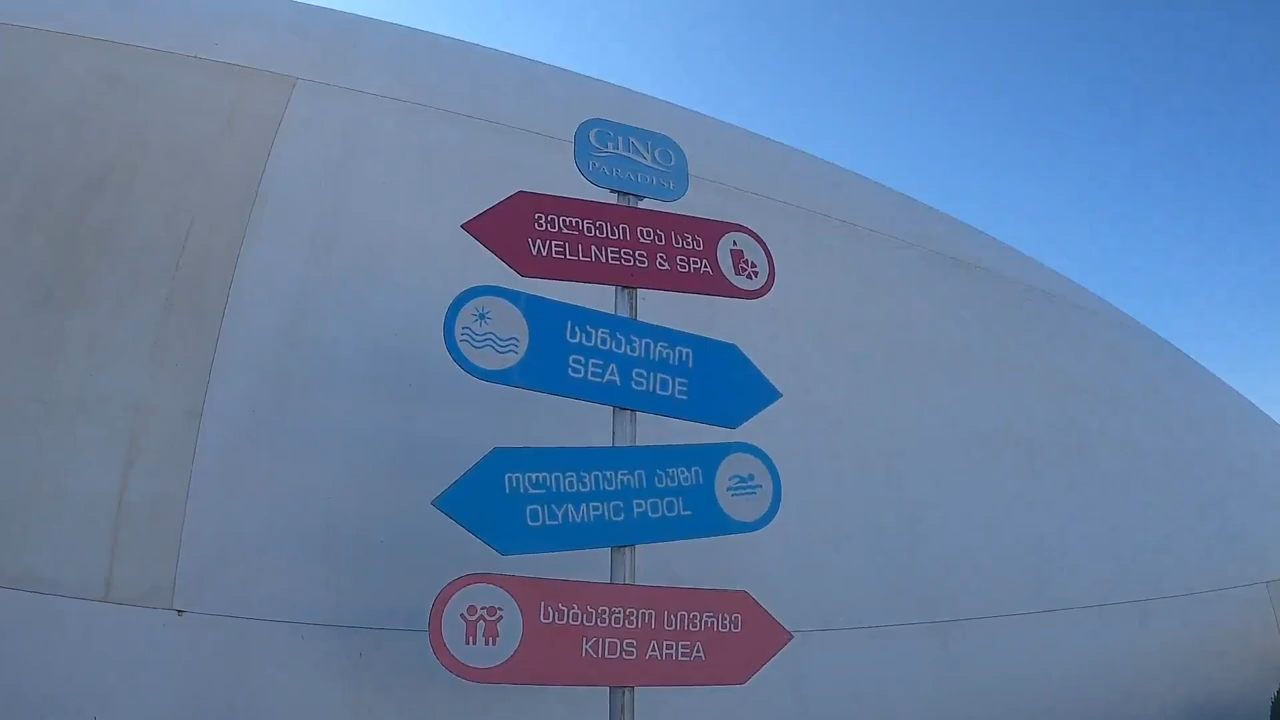 GINO
PARADISE
ველნესი და სპა
WELLNESS & SPA
სანაპირო
SEA SIDE
ოლიმპიური აუზი
OLYMPIC POOL
საბავშვო სივრცე
KIDS AREA